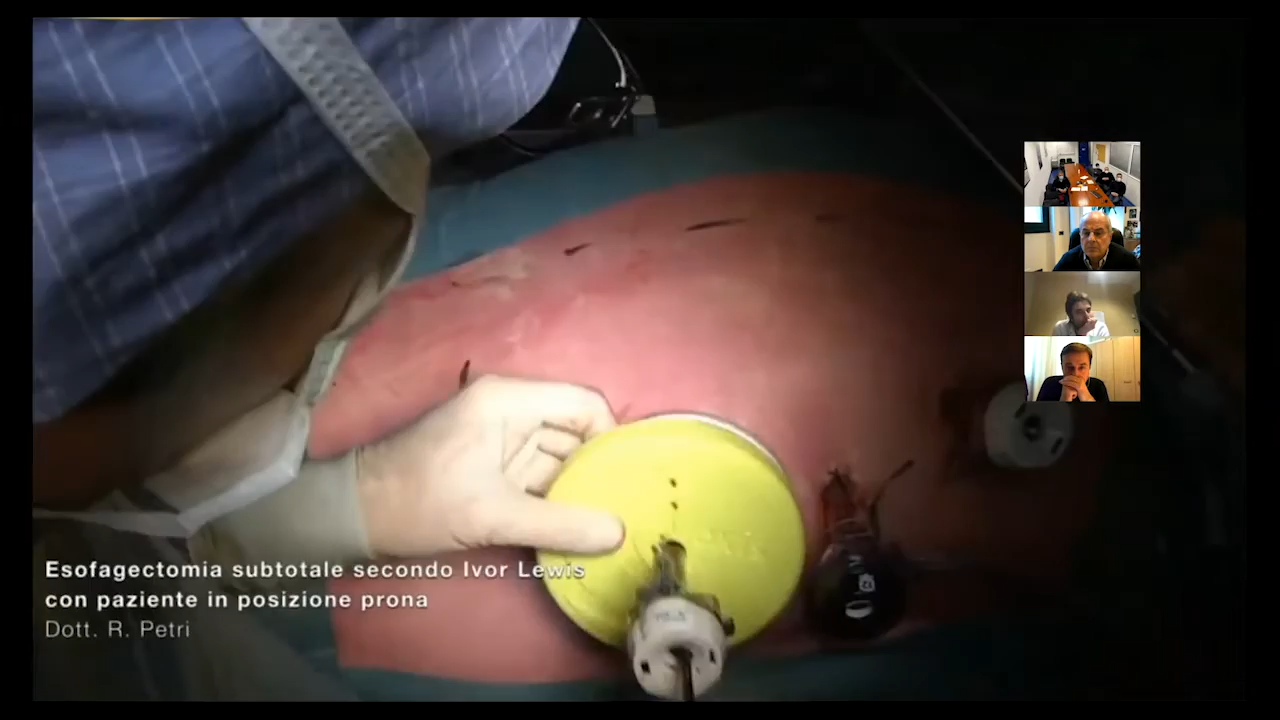 Esofagectomia subtotale secondo Ivor Lewis
con paziente in posizione prona
Dott. R. Petri